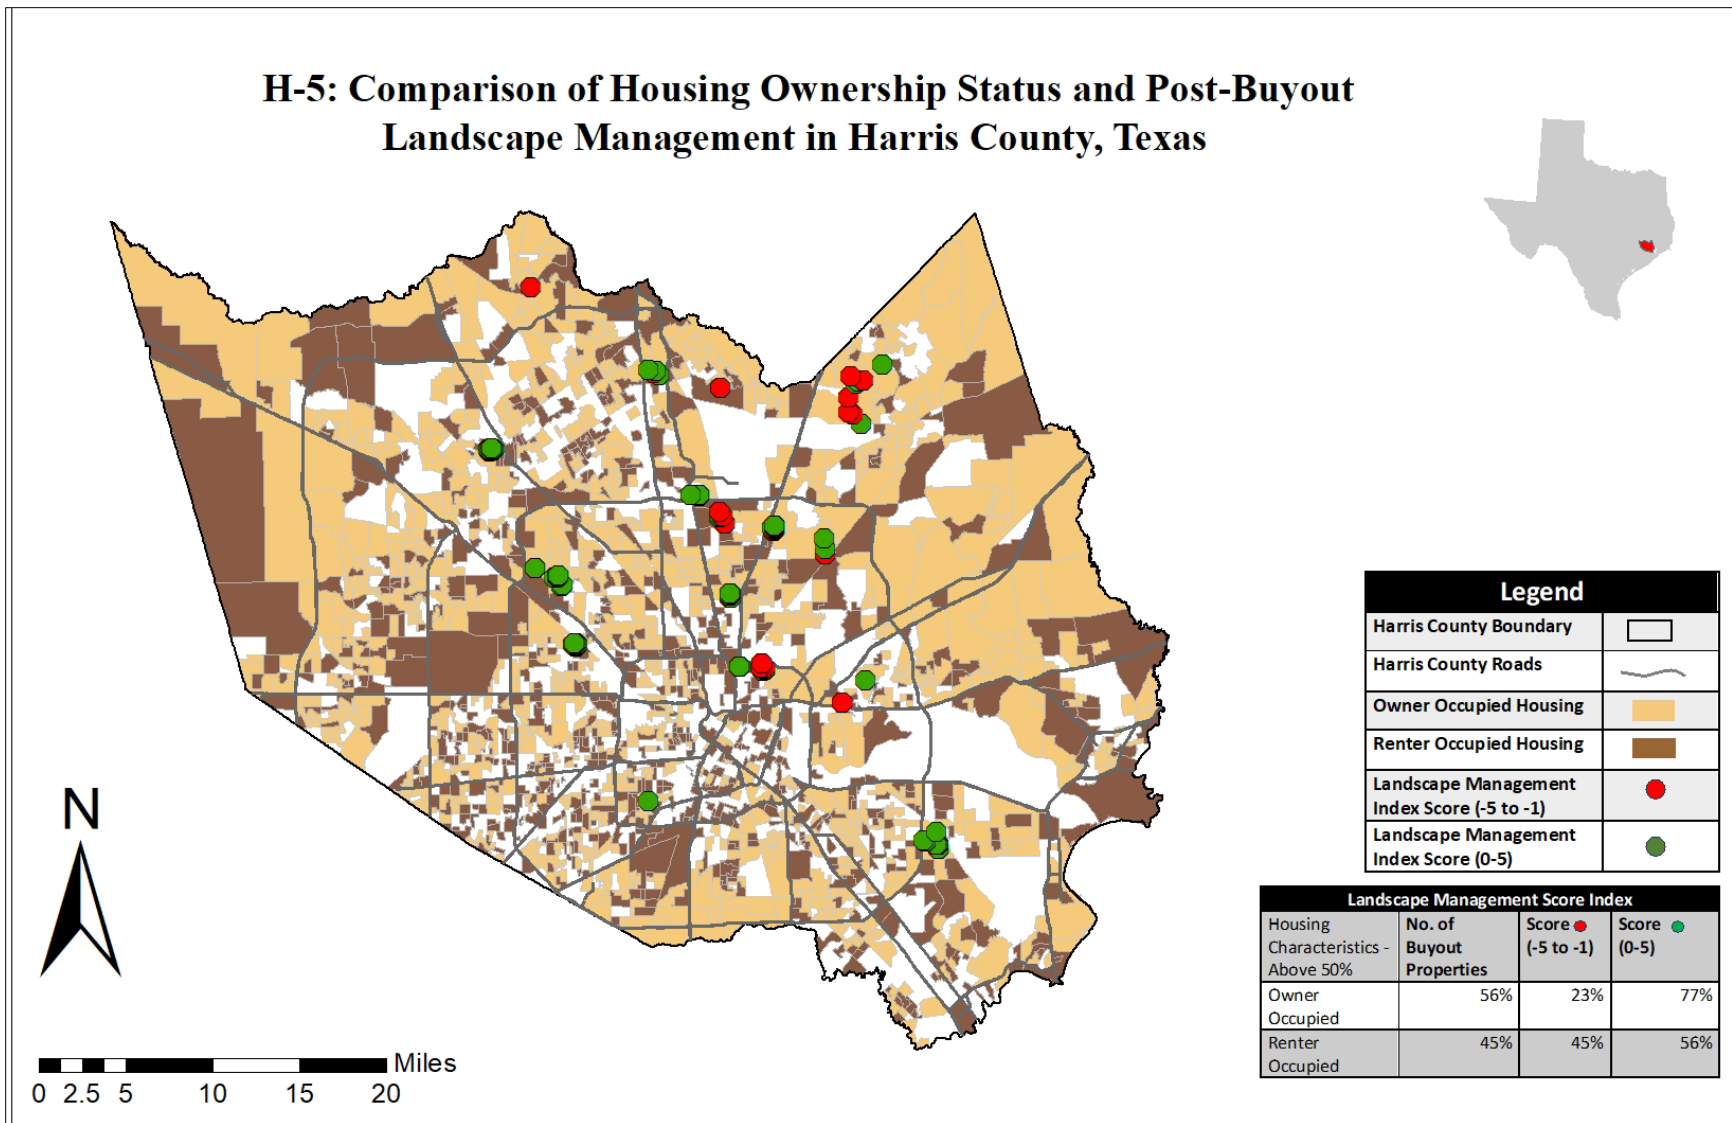 H-5: Comparison of Housing Ownership Status and Post-Buyout
Landscape Management in Harris County, Texas
Legend
Harris County Boundary
Harris County Roads
Owner Occupied Housing
Renter Occupied Housing
Landscape Management
Index Score (-5 to -1)
Landscape Management
Index Score (0-5)
Landscape Management Score Index
Housing
Characteristics -
Above 50%
No. of
Buyout
Properties
Score
(-5 to -1)
Score
(0-5)
Owner
Occupied
56%
23%
77%
Renter
Occupied
45%
45%
56%
N
Miles
0 2.5 5 10 15 20